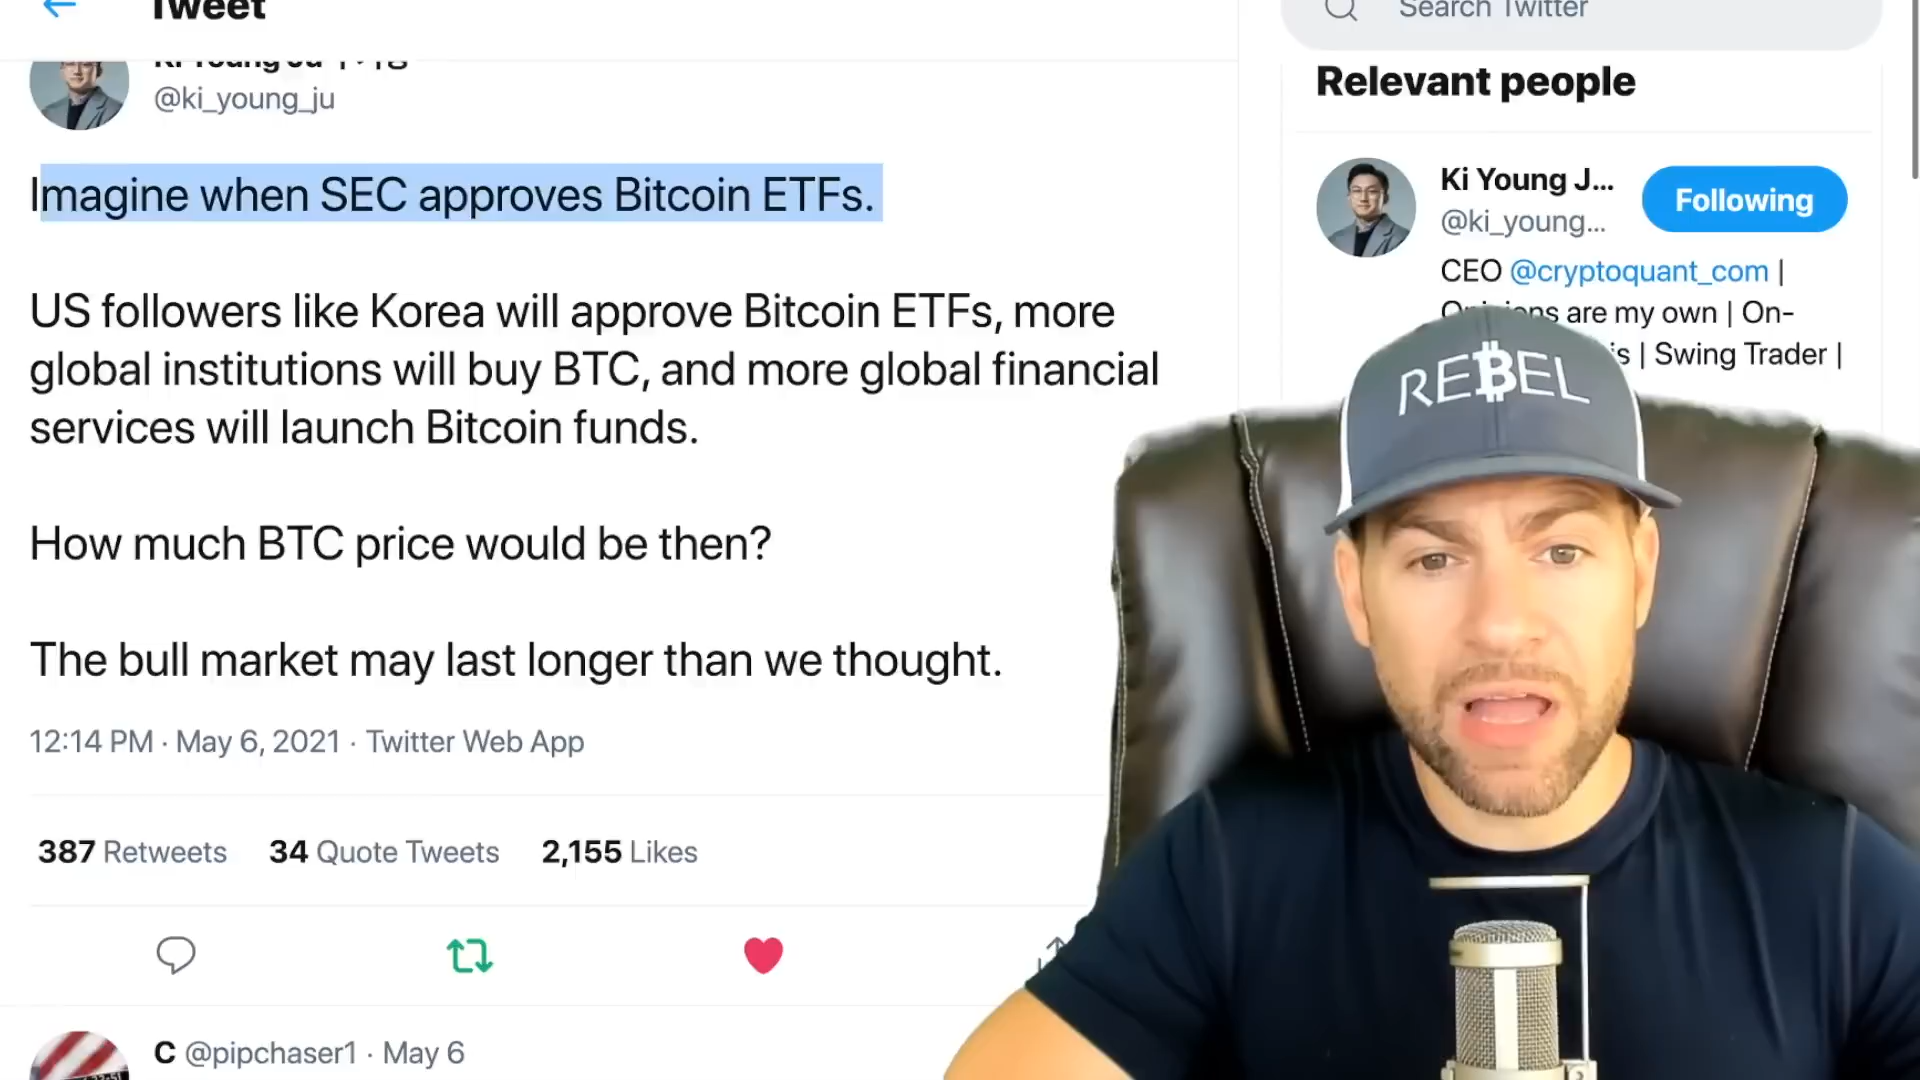 Tweet
Search Twitter
Ki Young Ju
@ki_young_ju
Relevant people
Imagine when SEC approves Bitcoin ETFs.
US followers like Korea will approve Bitcoin ETFs, more
global institutions will buy BTC, and more global financial
services will launch Bitcoin funds.
How much BTC price would be then?
The bull market may last longer than we thought.
12:14 PM · May 6, 2021 · Twitter Web App
387 Retweets 34 Quote Tweets 2,155 Likes
C @pipchaser1 · May 6
Ki Young J...
@ki_young...
Following
CEO @cryptoquant_com |
are my own | On-
| Swing Trader |
REBEL